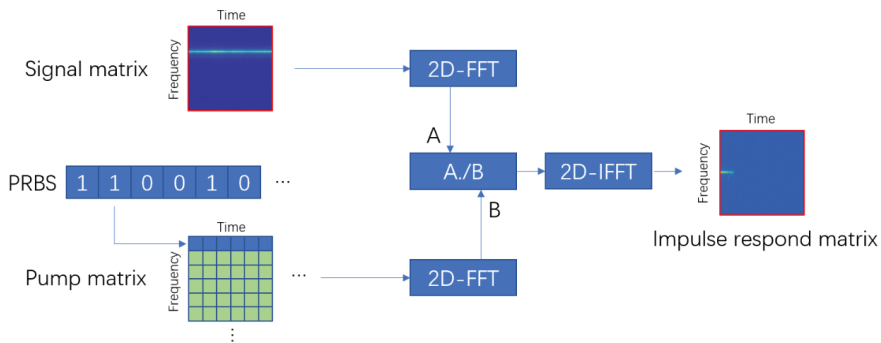 Time
Frequency
Signal matrix
2D-FFT
A
PRBS
1 1 0 0 1 0
...
A./B
2D-IFFT
Time
Frequency
Impulse respond matrix
B
Time
Frequency
Pump matrix
...
2D-FFT
...